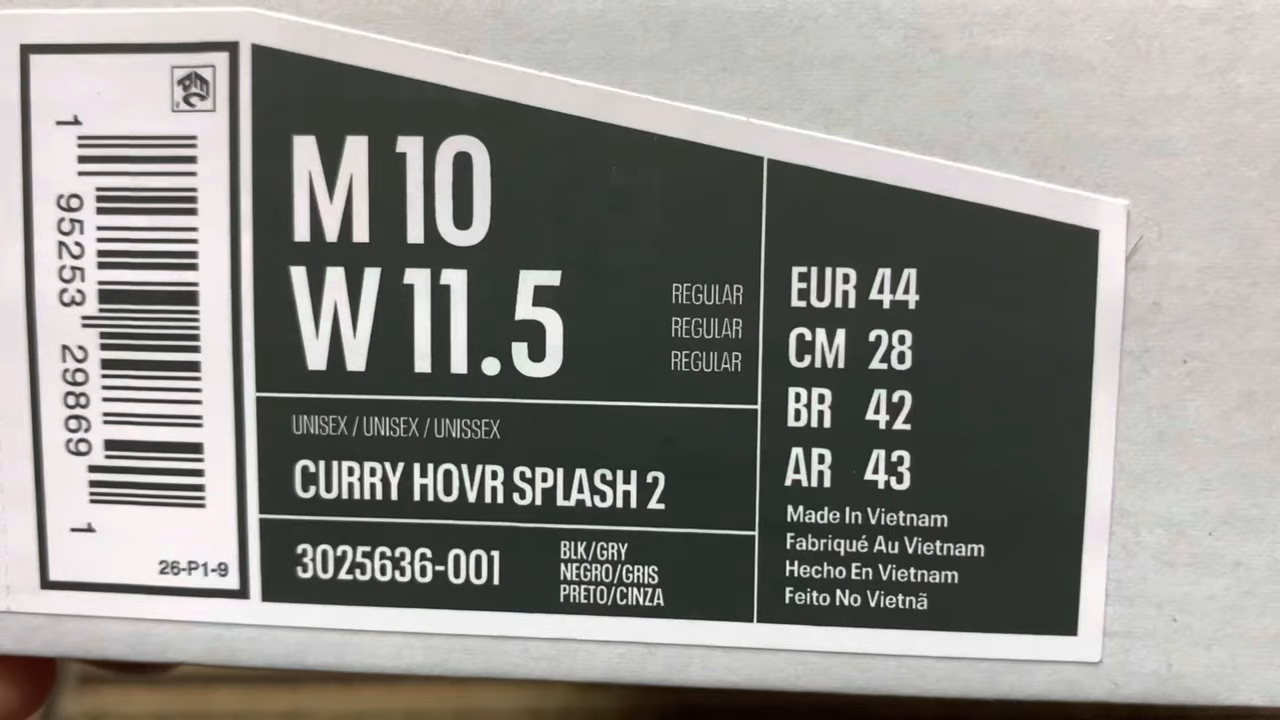 1 95253 29869 1
26-P1-9
M 10
W 11.5
REGULAR
REGULAR
REGULAR
UNISEX / UNISEX / UNISSEX
CURRY HOVR SPLASH 2
3025636-001
BLK/GRY
NEGRO/GRIS
PRETO/CINZA
EUR 44
CM 28
BR 42
AR 43
Made In Vietnam
Fabriqué Au Vietnam
Hecho En Vietnam
Feito No Vietnã